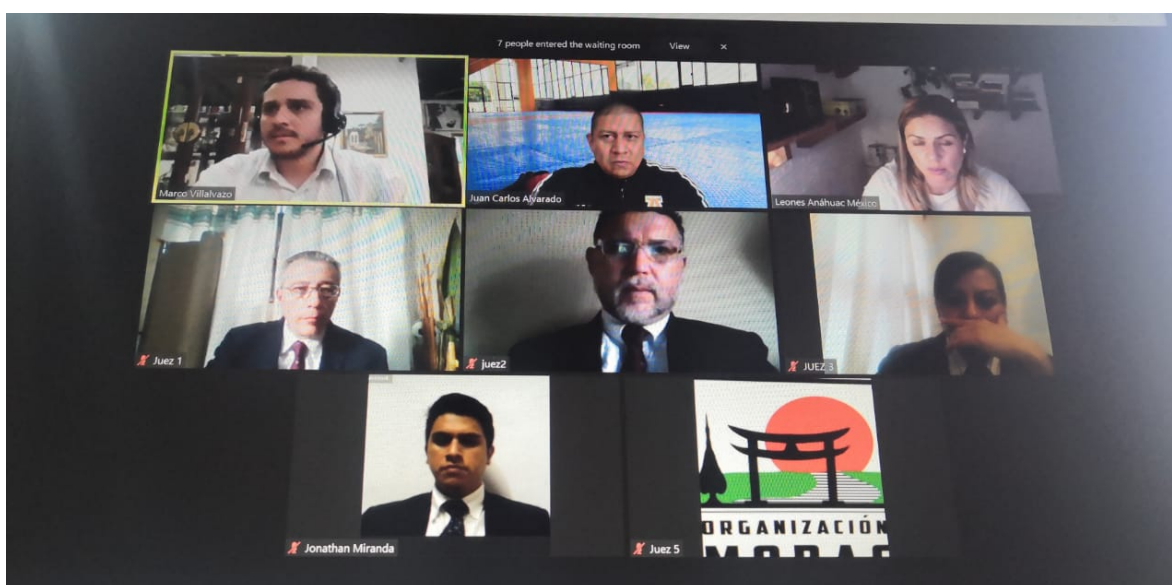 7 people entered the waiting room View ×
Marco Villalvazo
Juan Carlos Alvarado
Leones Anáhuac México
Juez 1
juez2
JUEZ 3
Jonathan Miranda
Juez 5
ORGANIZACIÓN